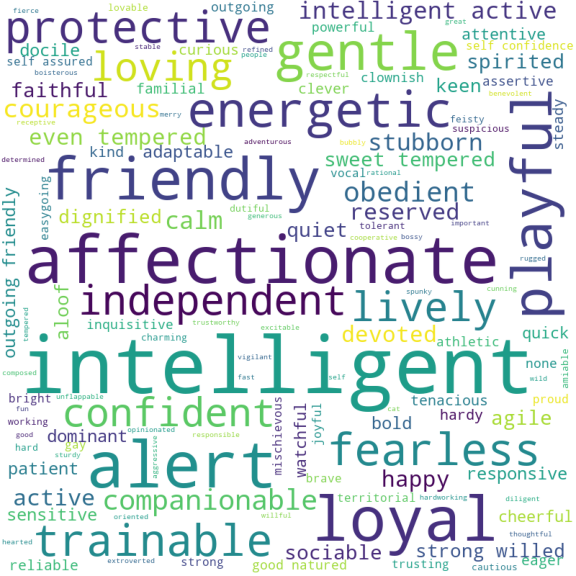 fierce
lovable
outgoing
intelligent active
protective
powerful
great
docile
loving
curious
gentle
attentive
self assured
stable
refined
people
self confidence
boisterous
respectful
clownish
spirited
faithful
familial
clever
keen
assertive
benevolent
courageous
merry
energetic
feisty
suspicious
receptive
even tempered
adventurous
stubborn
steady
determined
kind
adaptable
bubbly
vocal
rational
sweet tempered
playful
friendly
obedient
easygoing
dignified
calm
dutiful
generous
quiet
reserved
tolerant
important
outgoing friendly
cooperative
bossy
affectionate
rugged
aloof
independent
spunky
lively
cunning
tempered
inquisitive
trustworthy
excitable
charming
devoted
athletic
quick
amiable
intelligent
vigilant
none
composed
unflappable
fast
self
wild
bright
fun
confident
mischievous
watchful
joyful
cat
tenacious
proud
working
hardy
agile
good
dominant
opinionated
responsible
bold
hard
gay
alert
aggressive
fearless
sturdy
patient
happy
responsive
brave
active
companionable
territorial
hardworking
diligent
sensitive
oriented
willful
loyal
cheerful
trainable
thoughtful
hearted
sociable
strong willed
reliable
extroverted
strong
good natured
trusting
cautious
eager